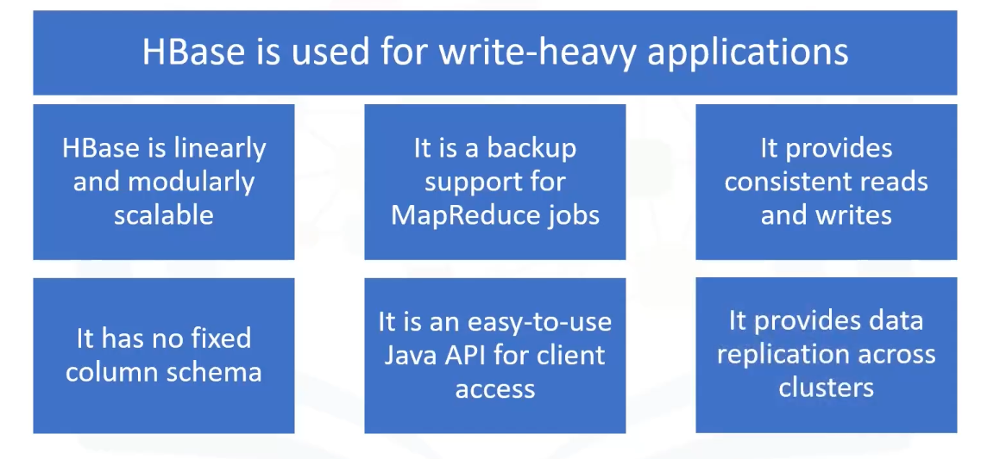 HBase is used for write-heavy applications
HBase is linearly
and modularly
scalable
It is a backup
support for
MapReduce jobs
It provides
consistent reads
and writes
It has no fixed
column schema
It is an easy-to-use
Java API for client
access
It provides data
replication across
clusters